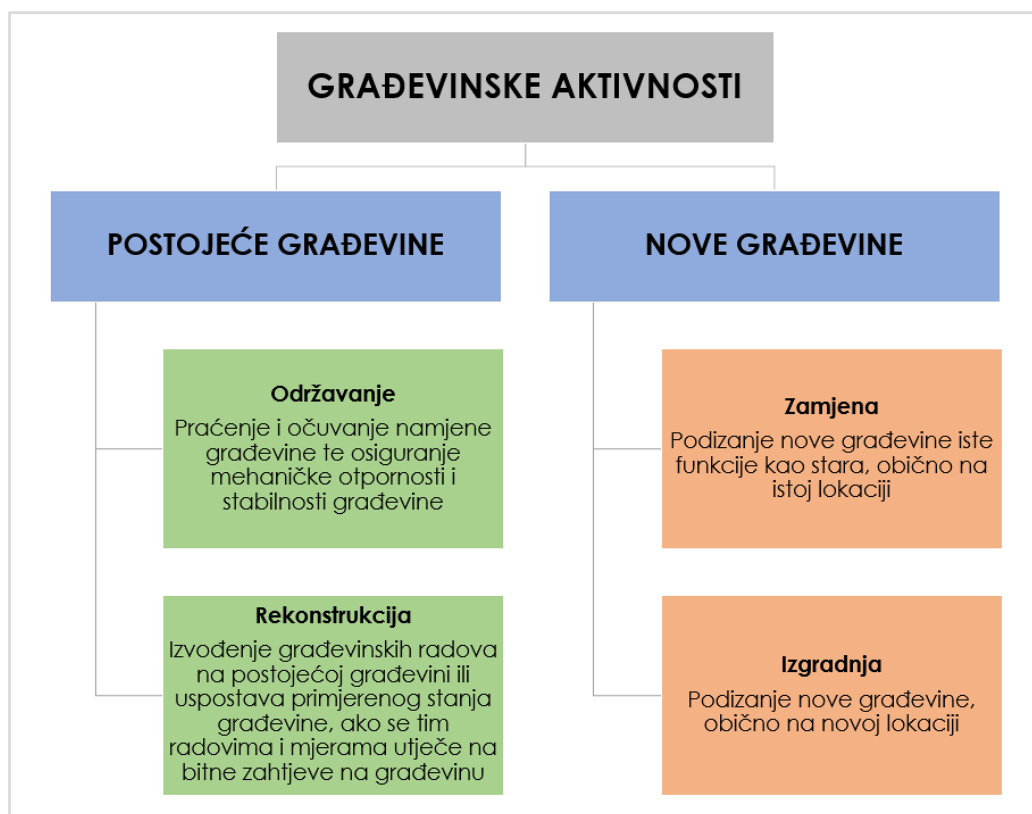 GRAĐEVINSKE AKTIVNOSTI
POSTOJEĆE GRAĐEVINE
Održavanje
Praćenje i očuvanje namjene
građevine te osiguranje
mehaničke otpornosti i
stabilnosti građevine
Rekonstrukcija
Izvođenje građevinskih radova
na postojećoj građevini ili
uspostava primjerenog stanja
građevine, ako se tim
radovima i mjerama utječe na
bitne zahtjeve na građevinu
NOVE GRAĐEVINE
Zamjena
Podizanje nove građevine iste
funkcije kao stara, obično na
istoj lokaciji
Izgradnja
Podizanje nove građevine,
obično na novoj lokaciji